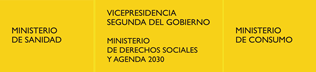 MINISTERIO
DE SANIDAD
VICEPRESIDENCIA
SEGUNDA DEL GOBIERNO
MINISTERIO
DE DERECHOS SOCIALES
Y AGENDA 2030
MINISTERIO
DE CONSUMO